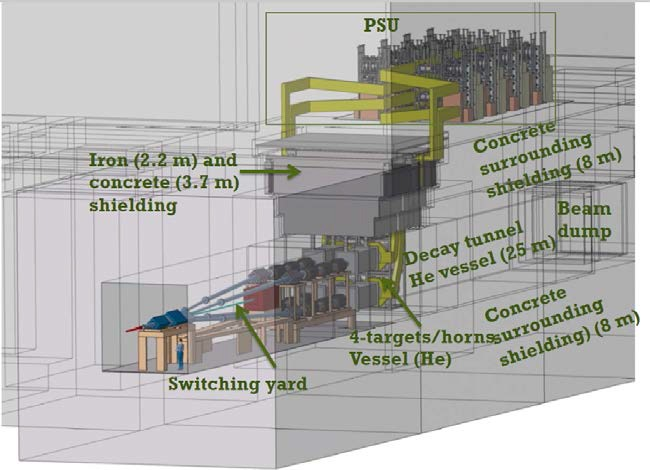 PSU
Iron (2.2 m) and
concrete (3.7 m)
shielding
Concrete
surrounding
shielding (8 m)
Beam
dump
Decay tunnel
He vessel (25 m)
Concrete
surrounding
shielding) (8 m)
4-targets/horns
Vessel (He)
Switching yard